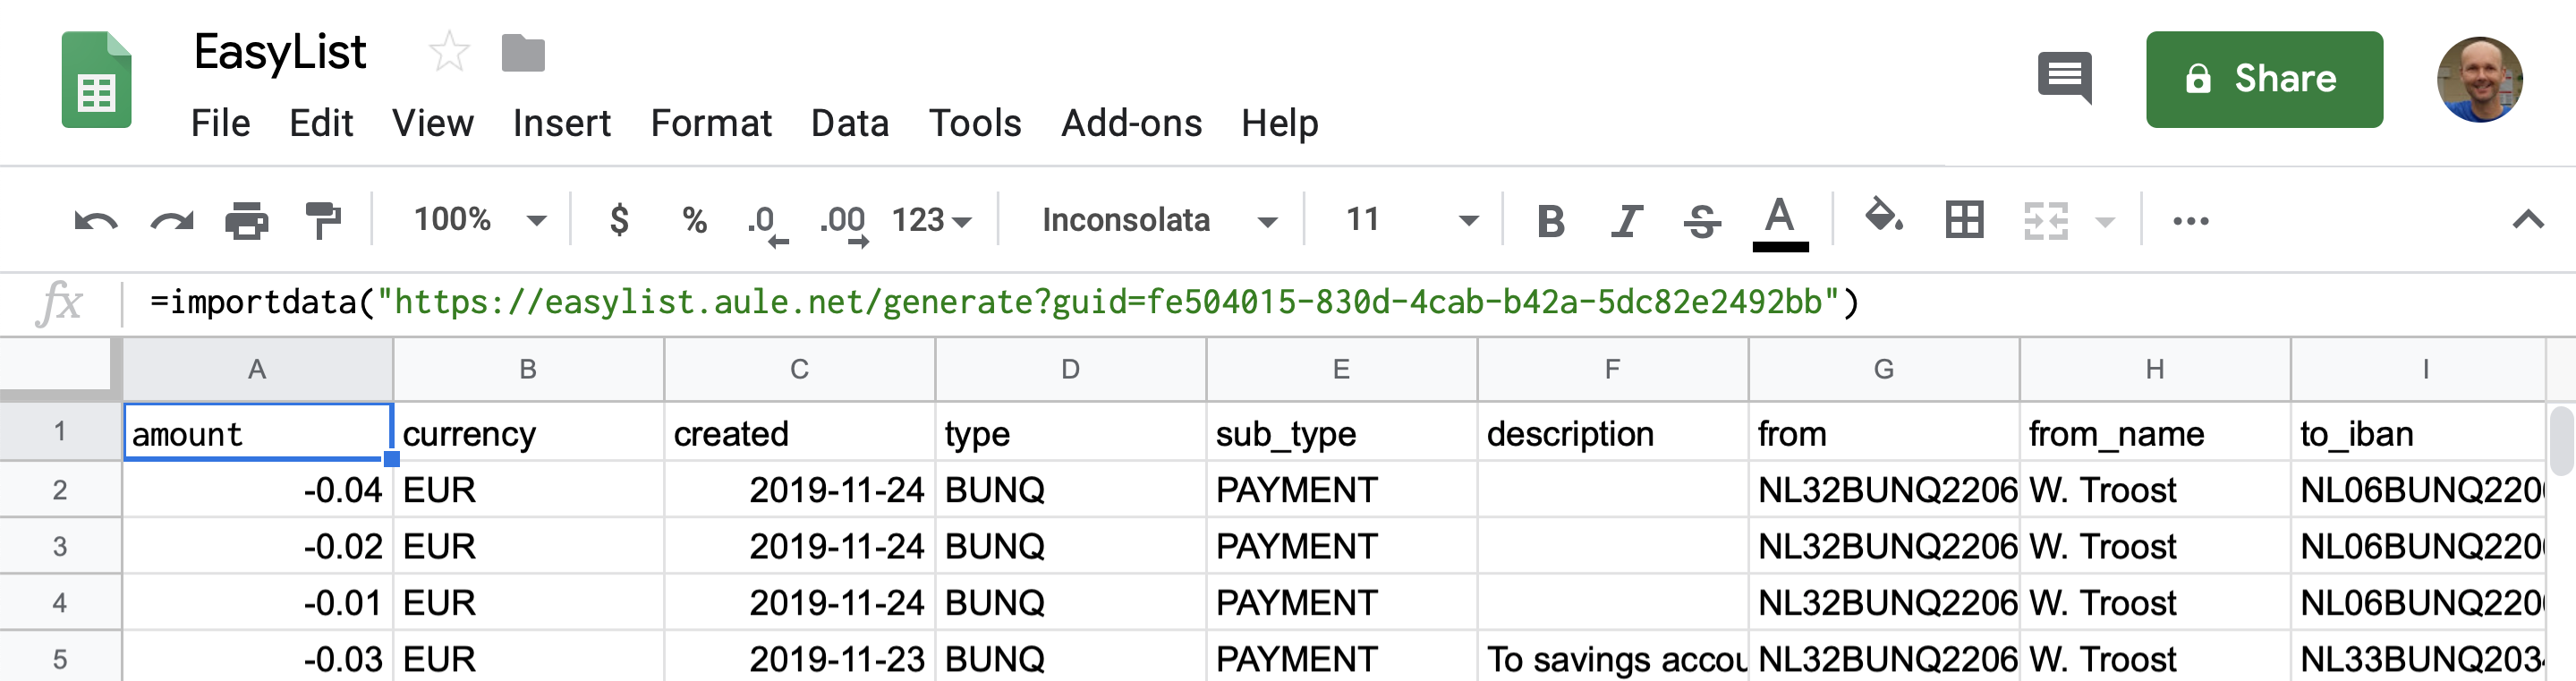 EasyList
File Edit View Insert Format Data Tools Add-ons Help
Share
100% $ % .0 .00 123 Inconsolata 11 B I S A
fx =importdata("https://easylist.aule.net/generate?guid=fe504015-830d-4cab-b42a-5dc82e2492bb")
A B C D E F G H I
1 amount currency created type sub_type description from from_name to_iban
2 -0.04 EUR 2019-11-24 BUNQ PAYMENT NL32BUNQ2206 W. Troost NL06BUNQ220
3 -0.02 EUR 2019-11-24 BUNQ PAYMENT NL32BUNQ2206 W. Troost NL06BUNQ220
4 -0.01 EUR 2019-11-24 BUNQ PAYMENT NL32BUNQ2206 W. Troost NL06BUNQ220
5 -0.03 EUR 2019-11-23 BUNQ PAYMENT To savings accou NL32BUNQ2206 W. Troost NL33BUNQ203